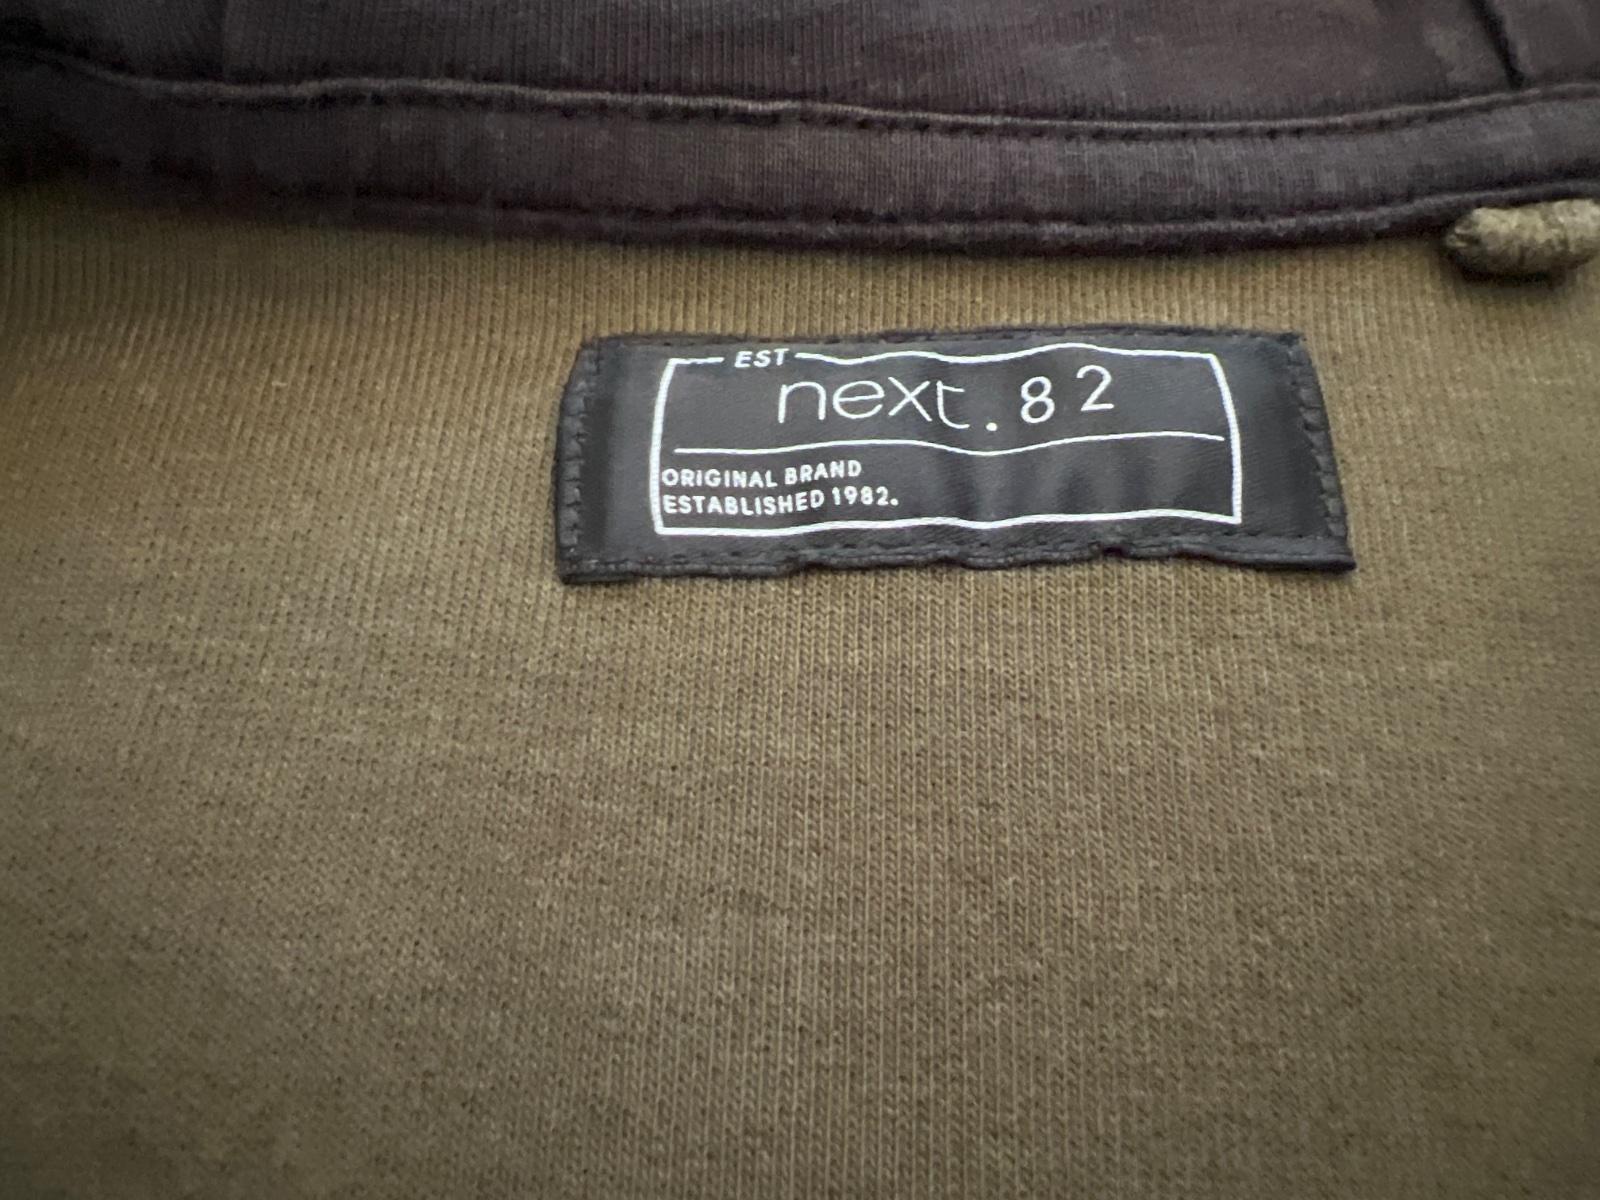 EST
next. 82
ORIGINAL BRAND
ESTABLISHED 1982.